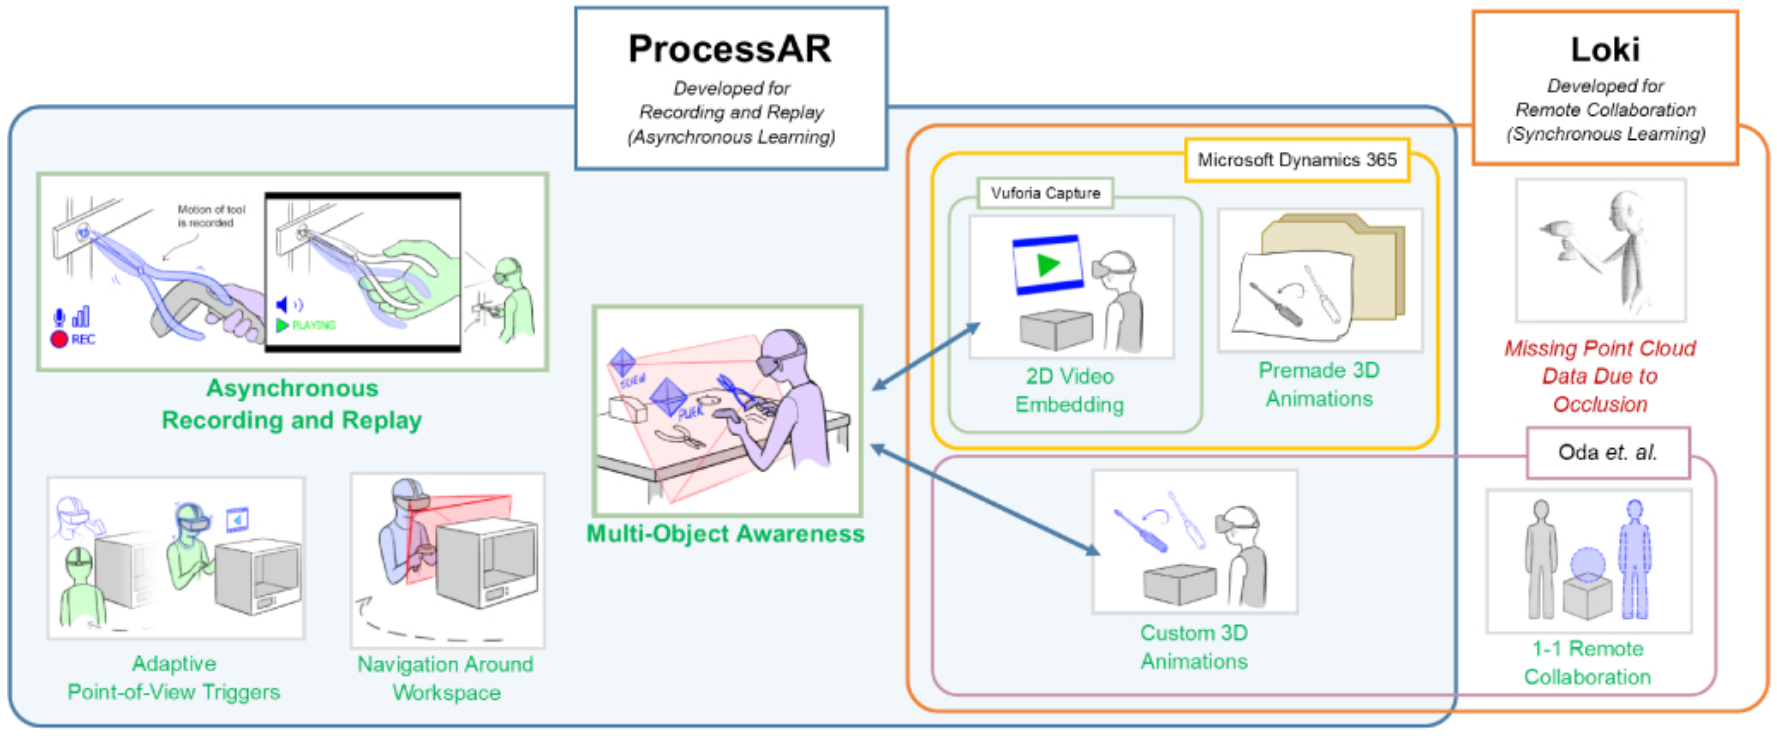 ProcessAR
Developed for
Recording and Replay
(Asynchronous Learning)
Loki
Developed for
Remote Collaboration
(Synchronous Learning)
Microsoft Dynamics 365
Vuforia Capture
Motion of tool
is recorded
REC
PLAYING
Asynchronous
Recording and Replay
SCREW
PLIER
Multi-Object Awareness
2D Video
Embedding
Premade 3D
Animations
Missing Point Cloud
Data Due to
Occlusion
Oda et. al.
Adaptive
Point-of-View Triggers
Navigation Around
Workspace
Custom 3D
Animations
1-1 Remote
Collaboration